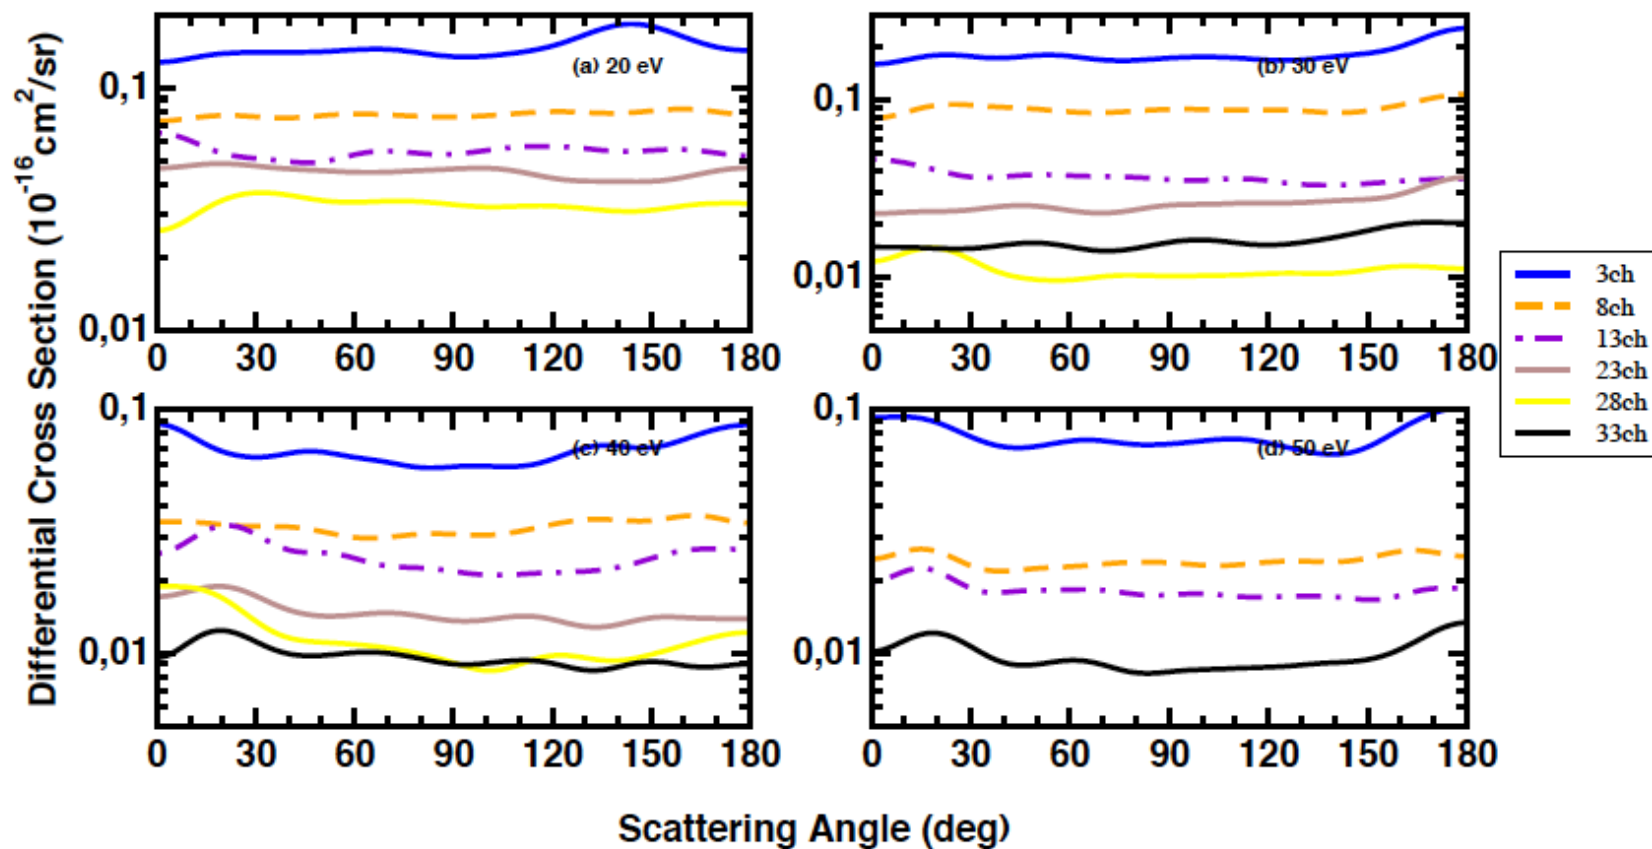 Differential Cross Section (10⁻¹⁶cm²/sr)
(a) 20 eV
0,1
0,01
0 30 60 90 120 150 180
(b) 30 eV
0,1
0,01
0 30 60 90 120 150 180
(c) 40 eV
0,1
0,01
0 30 60 90 120 150 180
(d) 50 eV
0,1
0,01
0 30 60 90 120 150 180
3ch
8ch
13ch
23ch
28ch
33ch
Scattering Angle (deg)